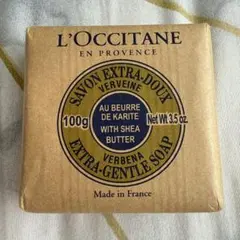 L'OCCITANE
EN PROVENCE
SAVON EXTRA-DOUX
VERVEINE
AU BEURRE
DE KARITE
100g
Net Wt 3.5 oz.
WITH SHEA
BUTTER
VERBENA
EXTRA-GENTLE SOAP
Made in France